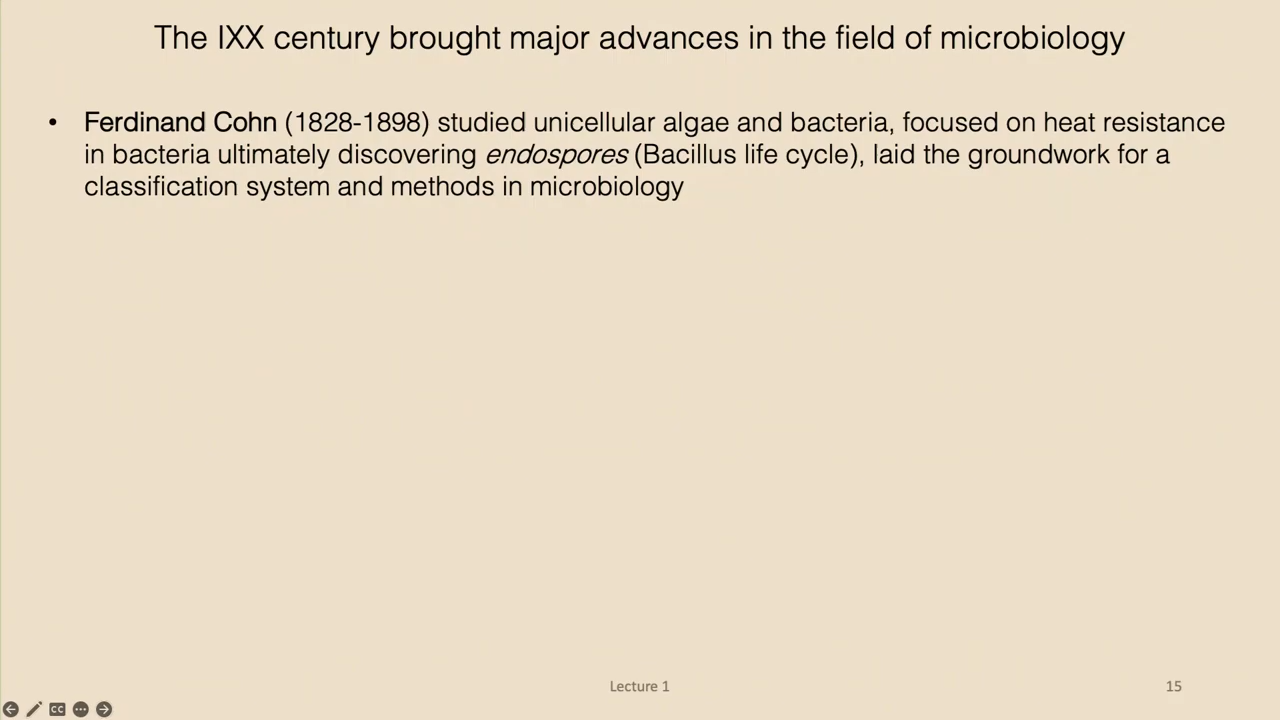 The IXX century brought major advances in the field of microbiology
• Ferdinand Cohn (1828-1898) studied unicellular algae and bacteria, focused on heat resistance
in bacteria ultimately discovering endospores (Bacillus life cycle), laid the groundwork for a
classification system and methods in microbiology
Lecture 1
15
CC